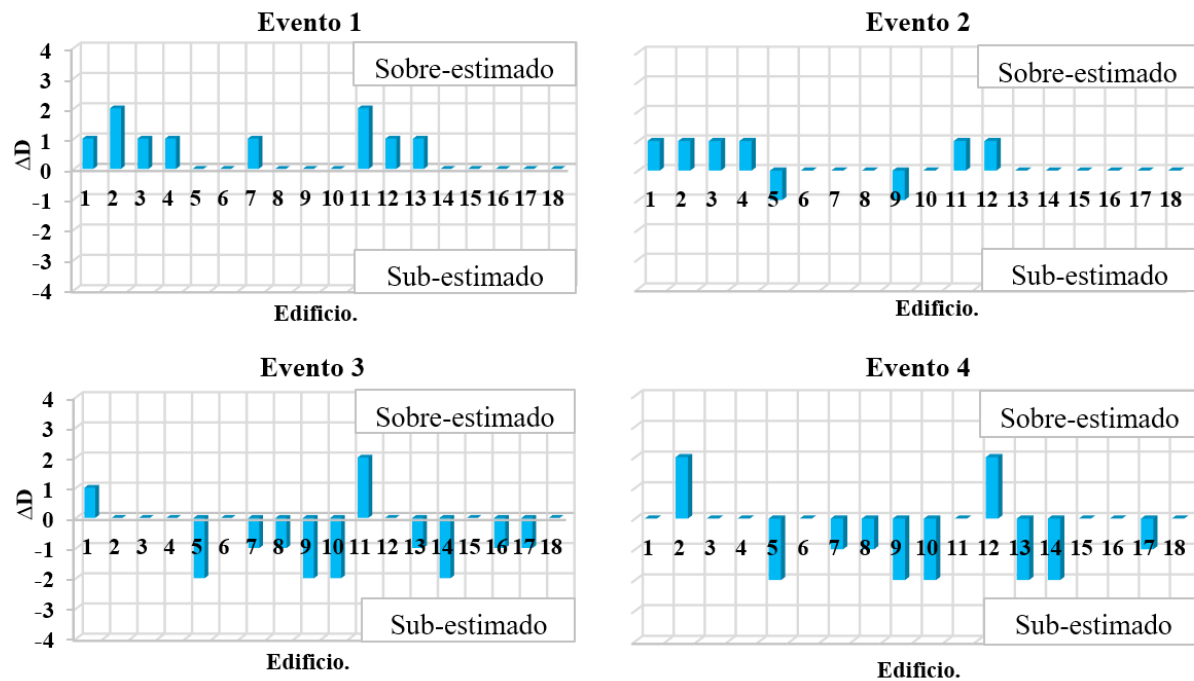 Evento 1
4
3
2
1
0
-1
-2
-3
-4
ΔD
Sobre-estimado
1 2 3 4 5 6 7 8 9 10 11 12 13 14 15 16 17 18
Sub-estimado
Edificio.
Evento 2
Sobre-estimado
1 2 3 4 5 6 7 8 9 10 11 12 13 14 15 16 17 18
Sub-estimado
Edificio.
Evento 3
4
3
2
1
0
-1
-2
-3
-4
ΔD
Sobre-estimado
1 2 3 4 5 6 7 8 9 10 11 12 13 14 15 16 17 18
Sub-estimado
Edificio.
Evento 4
Sobre-estimado
1 2 3 4 5 6 7 8 9 10 11 12 13 14 15 16 17 18
Sub-estimado
Edificio.